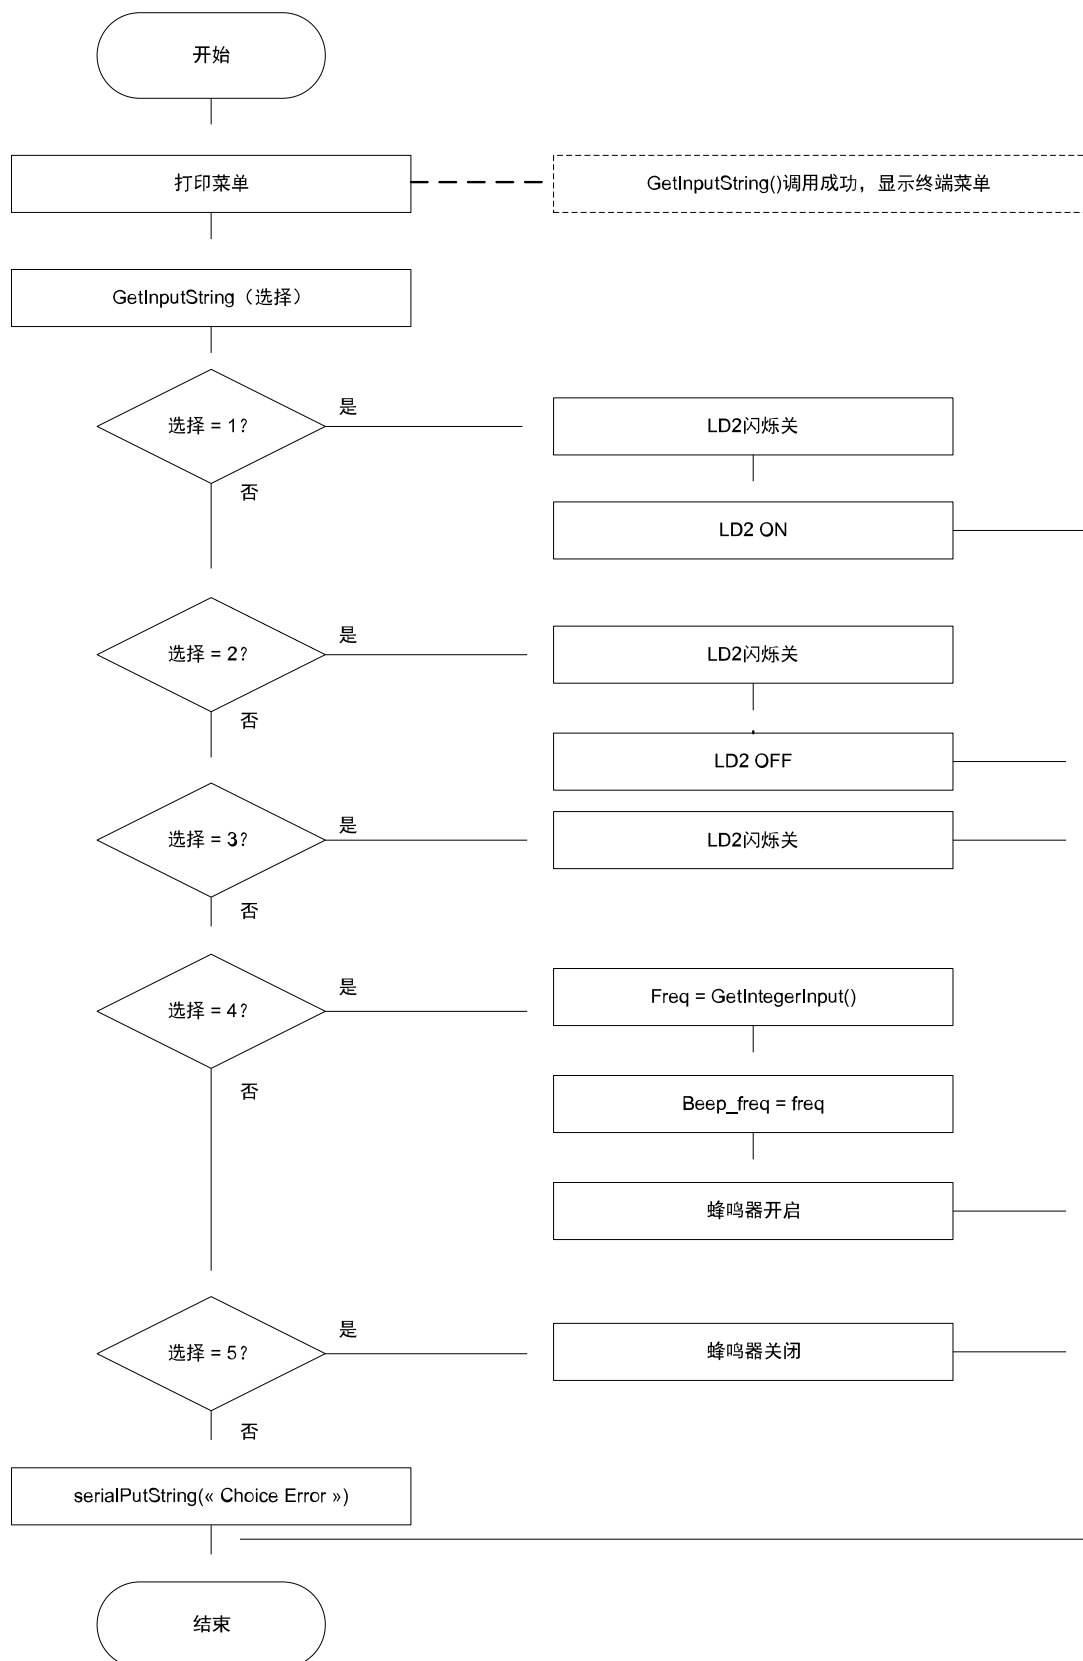 开始
打印菜单
GetInputString()调用成功，显示终端菜单
GetInputString（选择）
选择 = 1?
是
LD2闪烁关
否
LD2 ON
选择 = 2?
是
LD2闪烁关
否
LD2 OFF
选择 = 3?
是
LD2闪烁关
否
选择 = 4?
是
Freq = GetIntegerInput()
否
Beep_freq = freq
蜂鸣器开启
选择 = 5?
是
蜂鸣器关闭
否
serialPutString(« Choice Error »)
结束